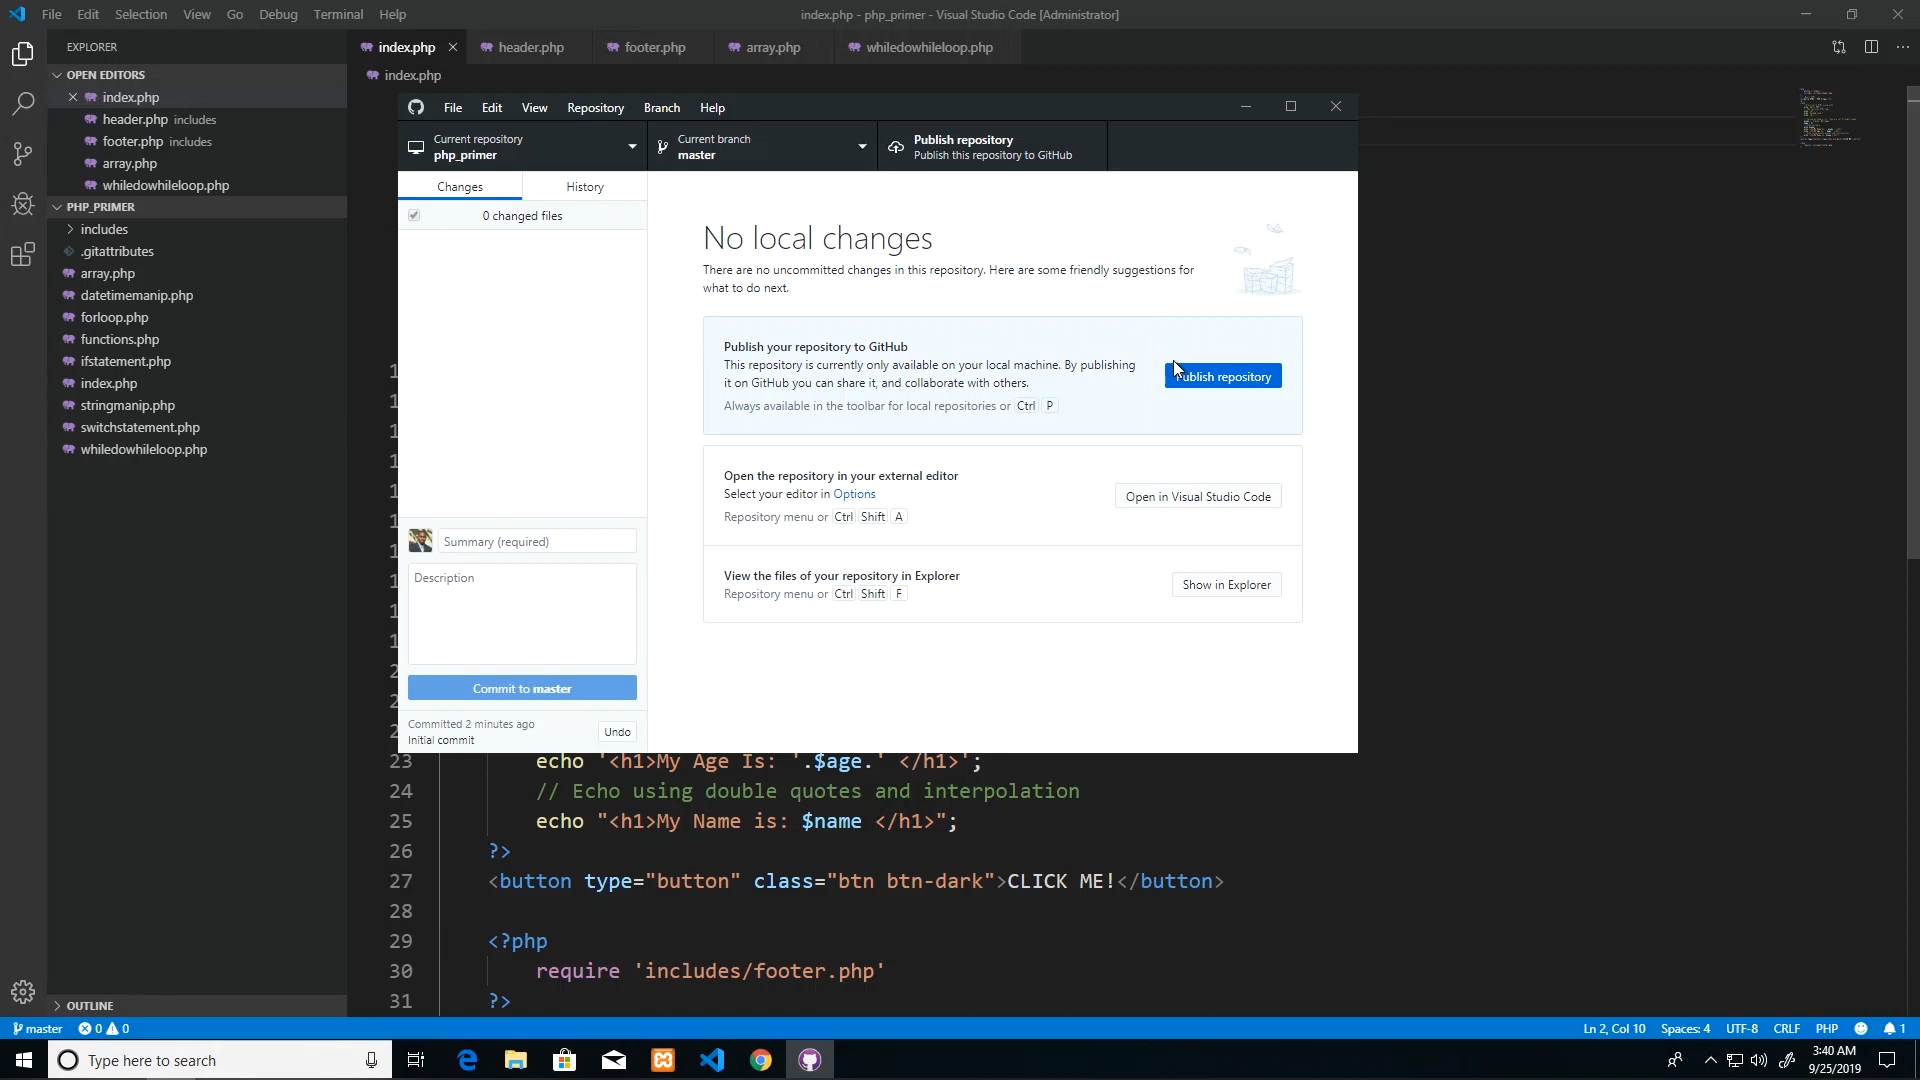 File Edit Selection View Go Debug Terminal Help
index.php - php_primer - Visual Studio Code [Administrator]
EXPLORER
index.php
header.php
footer.php
array.php
whiledowhileloop.php
OPEN EDITORS
index.php
header.php includes
footer.php includes
array.php
whiledowhileloop.php
PHP_PRIMER
includes
.gitattributes
array.php
datetimemanip.php
forloop.php
functions.php
ifstatement.php
index.php
stringmanip.php
switchstatement.php
whiledowhileloop.php
OUTLINE
index.php
File Edit View Repository Branch Help
Current repository
php_primer
Current branch
master
Publish repository
Publish this repository to GitHub
Changes
History
0 changed files
No local changes
There are no uncommitted changes in this repository. Here are some friendly suggestions for
what to do next.
Publish your repository to GitHub
This repository is currently only available on your local machine. By publishing
it on GitHub you can share it, and collaborate with others.
Always available in the toolbar for local repositories or Ctrl P
Publish repository
Open the repository in your external editor
Select your editor in Options
Repository menu or Ctrl Shift A
Open in Visual Studio Code
View the files of your repository in Explorer
Repository menu or Ctrl Shift F
Show in Explorer
Summary (required)
Description
Commit to master
Committed 2 minutes ago
Initial commit
Undo
23 echo '<h1>My Age Is: '.$age.' </h1>';
24 // Echo using double quotes and interpolation
25 echo "<h1>My Name is: $name </h1>";
26 ?>
27 <button type="button" class="btn btn-dark">CLICK ME!</button>
28
29 <?php
30 require 'includes/footer.php'
31 ?>
master 0 0
Ln 2, Col 10 Spaces: 4 UTF-8 CRLF PHP 1
Type here to search
3:40 AM
9/25/2019